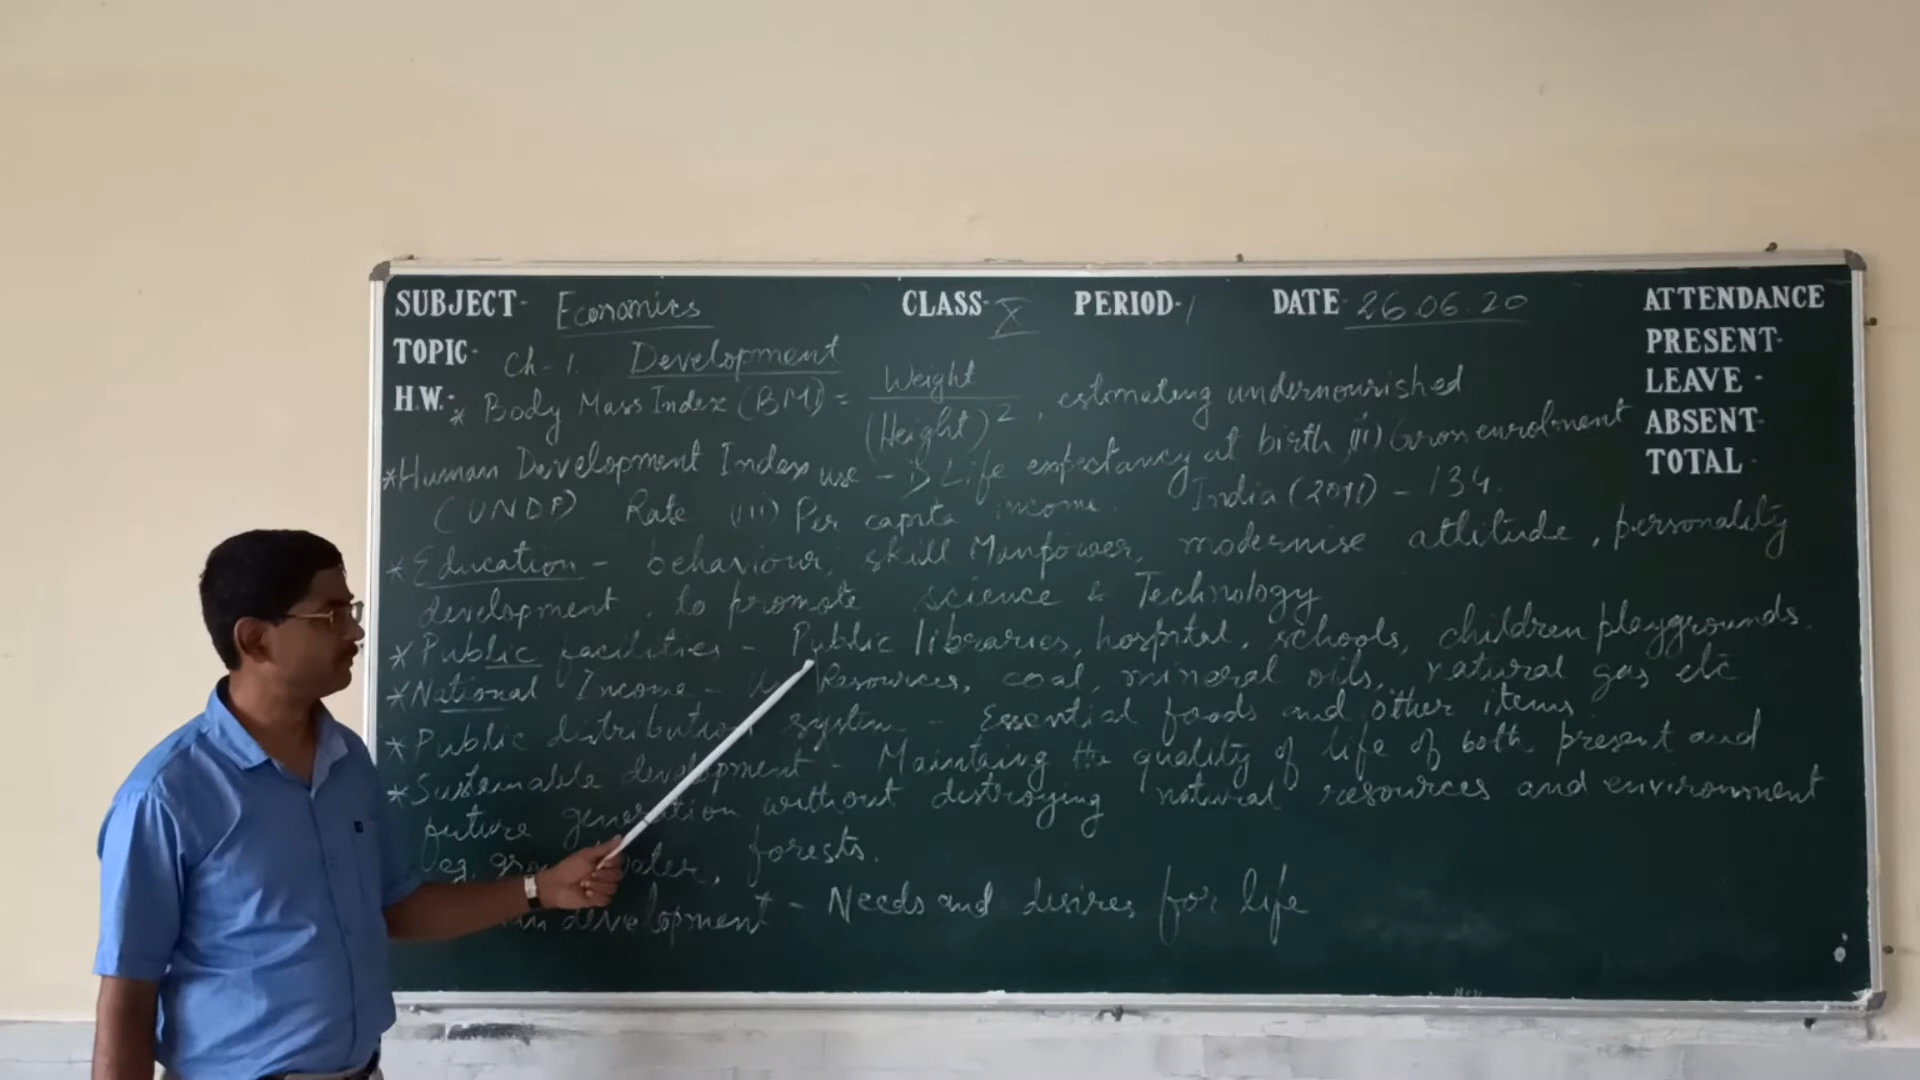 SUBJECT- Economics CLASS- X PERIOD- 1 DATE 26.06.20 ATTENDANCE
TOPIC- Ch-1. Development PRESENT-
H.W.- * Body Mass Index (BMI) = Weight / (Height)2, estimating undernourished LEAVE -
* Human Development Index use - i) Life expectancy at birth, (ii) Gross enrolment ABSENT-
(UNDP) Rate (iii) Per capita income. India (2011) - 134. TOTAL -
* Education - behaviour, skill Manpower, modernise attitude, personality
development, to promote science & Technology
* Public facilities - Public libraries, hospital, schools, children playgrounds.
* National Income - Resources, coal, mineral oils, natural gas etc
* Public distribution system - Essential foods and other items
* Sustainable development - Maintaing the quality of life of both present and
future generation without destroying natural resources and environment
eg. water, forests.
development - Needs and desires for life